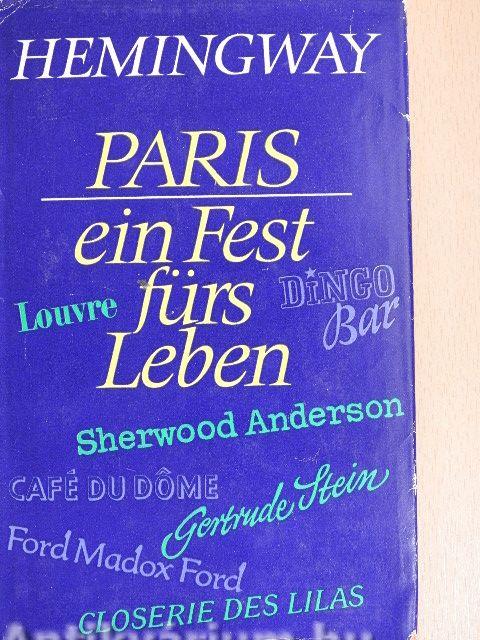 HEMINGWAY
PARIS
ein Fest
fürs
Leben
Louvre
DINGO
Bar
Sherwood Anderson
CAFÉ DU DÔME
Gertrude Stein
Ford Madox Ford
CLOSERIE DES LILAS